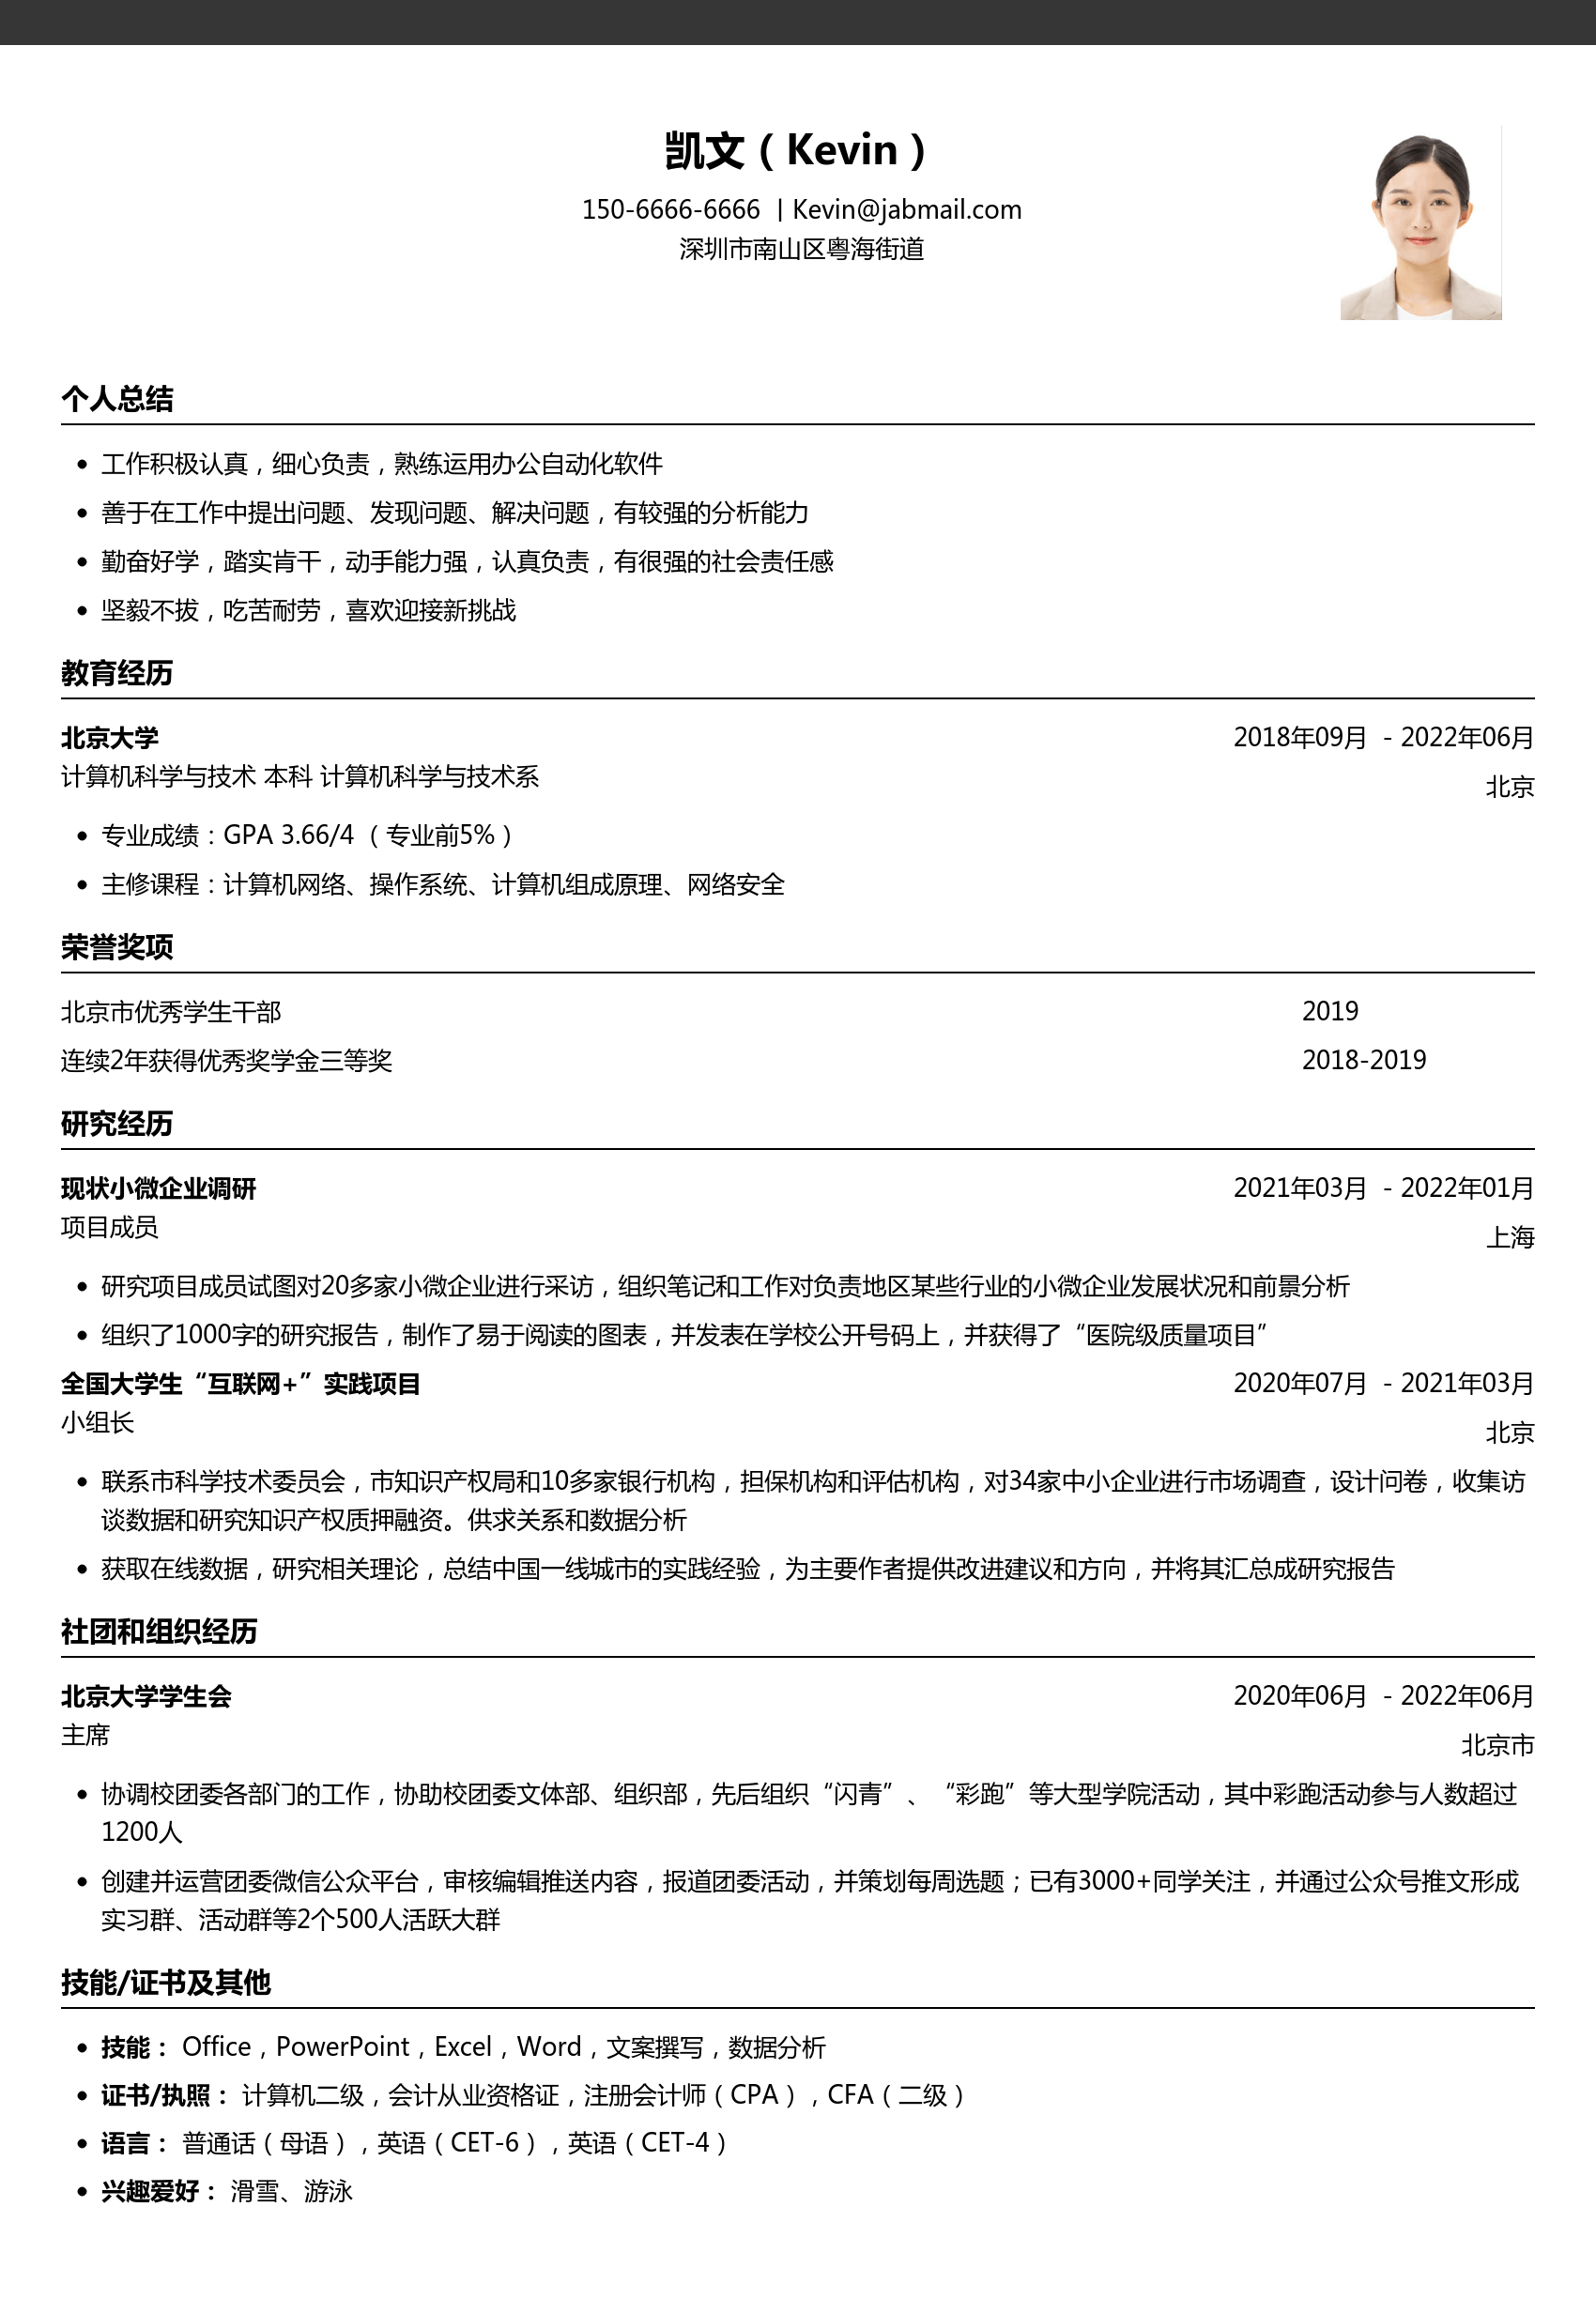 凯文（Kevin）
150-6666-6666 | Kevin@jabmail.com
深圳市南山区粤海街道
个人总结
• 工作积极认真，细心负责，熟练运用办公自动化软件
• 善于在工作中提出问题、发现问题、解决问题，有较强的分析能力
• 勤奋好学，踏实肯干，动手能力强，认真负责，有很强的社会责任感
• 坚毅不拔，吃苦耐劳，喜欢迎接新挑战
教育经历
北京大学 2018年09月 - 2022年06月
计算机科学与技术 本科 计算机科学与技术系 北京
• 专业成绩：GPA 3.66/4 （专业前5%）
• 主修课程：计算机网络、操作系统、计算机组成原理、网络安全
荣誉奖项
北京市优秀学生干部 2019
连续2年获得优秀奖学金三等奖 2018-2019
研究经历
现状小微企业调研 2021年03月 - 2022年01月
项目成员 上海
• 研究项目成员试图对20多家小微企业进行采访，组织笔记和工作对负责地区某些行业的小微企业发展状况和前景分析
• 组织了1000字的研究报告，制作了易于阅读的图表，并发表在学校公开号码上，并获得了“医院级质量项目”
全国大学生“互联网+”实践项目 2020年07月 - 2021年03月
小组长 北京
• 联系市科学技术委员会，市知识产权局和10多家银行机构，担保机构和评估机构，对34家中小企业进行市场调查，设计问卷，收集访
谈数据和研究知识产权质押融资。供求关系和数据分析
• 获取在线数据，研究相关理论，总结中国一线城市的实践经验，为主要作者提供改进建议和方向，并将其汇总成研究报告
社团和组织经历
北京大学学生会 2020年06月 - 2022年06月
主席 北京市
• 协调校团委各部门的工作，协助校团委文体部、组织部，先后组织“闪青”、“彩跑”等大型学院活动，其中彩跑活动参与人数超过
1200人
• 创建并运营团委微信公众平台，审核编辑推送内容，报道团委活动，并策划每周选题；已有3000+同学关注，并通过公众号推文形成
实习群、活动群等2个500人活跃大群
技能/证书及其他
• 技能： Office，PowerPoint，Excel，Word，文案撰写，数据分析
• 证书/执照： 计算机二级，会计从业资格证，注册会计师（CPA），CFA（二级）
• 语言： 普通话（母语），英语（CET-6），英语（CET-4）
• 兴趣爱好： 滑雪、游泳